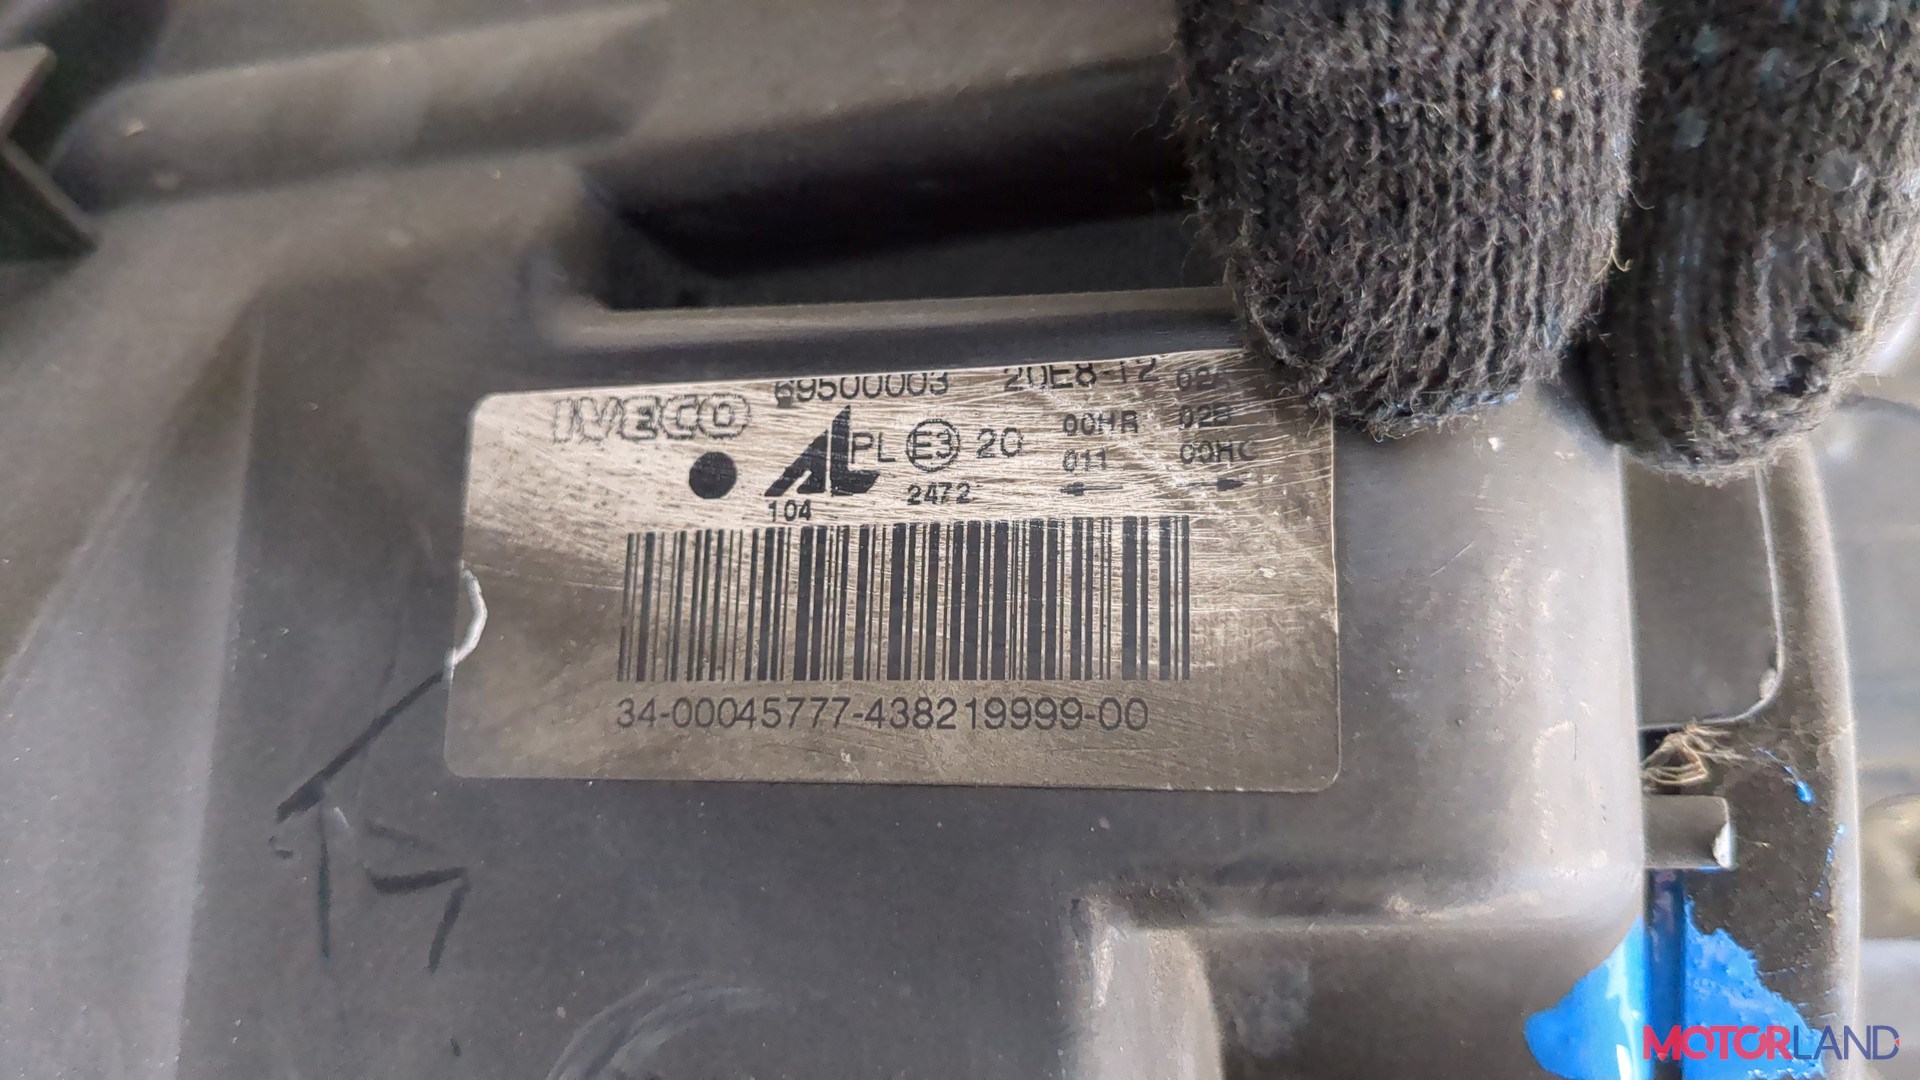 IVECO 69500003 20E8-12 02A
PL E3 20 00HR 02B
011 00HC
2472
104
34-00045777-438219999-00
MOTORLAND